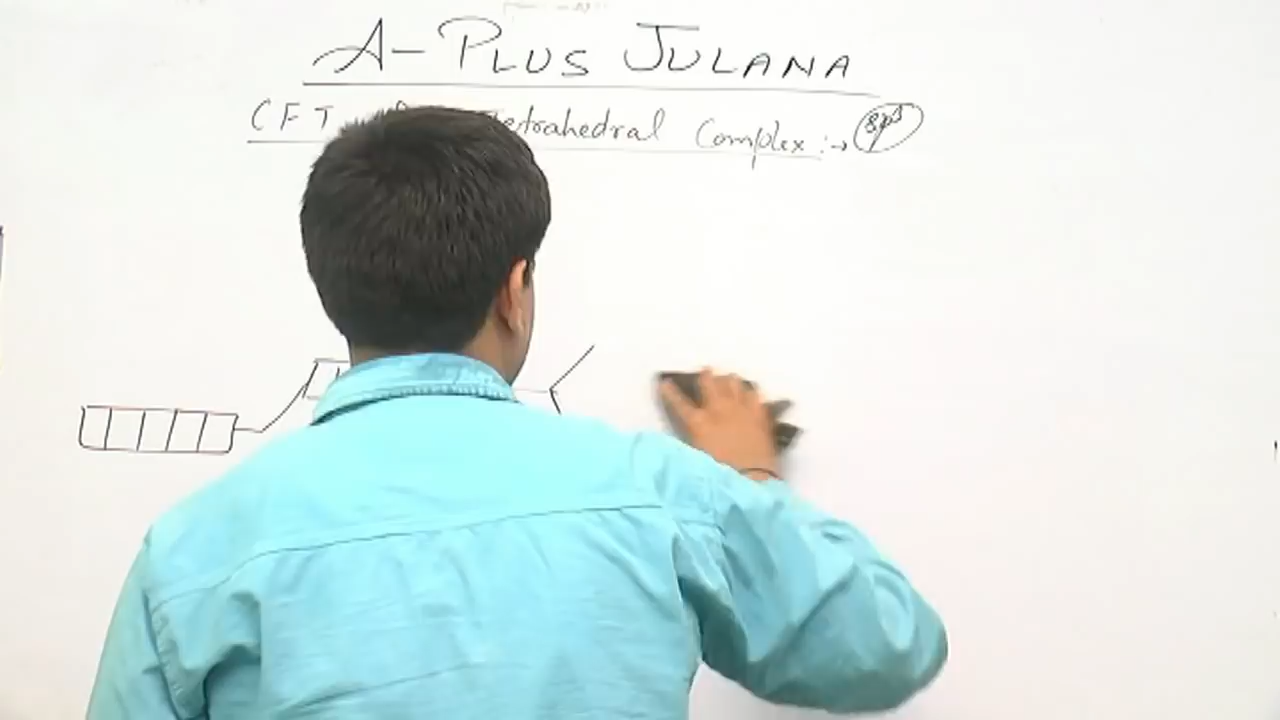 A- PLUS JULANA
CFT Tetrahedral Complex :→ sp³